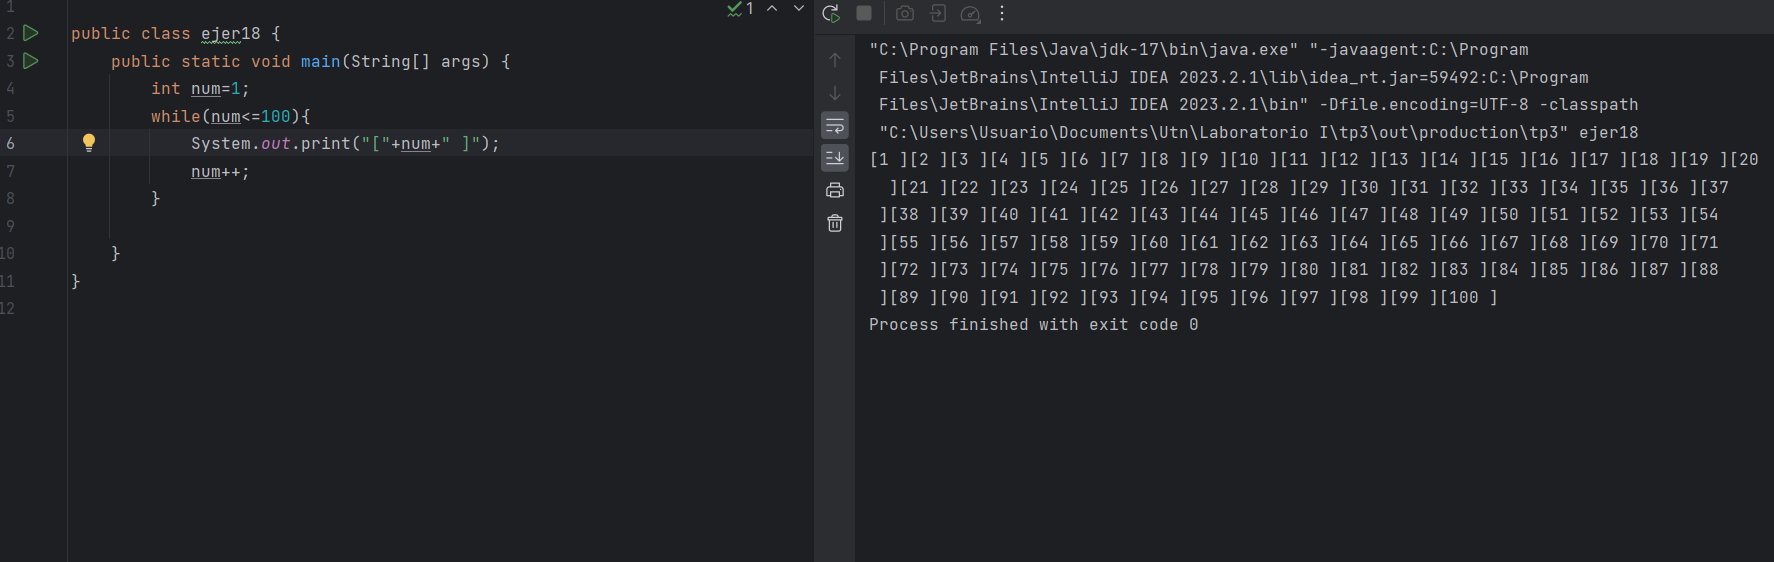 1
2 public class ejer18 {
3 public static void main(String[] args) {
4 int num=1;
5 while(num<=100){
6 System.out.print("["+num+" ]");
7 num++;
8 }
9
10 }
11 }
12
1
"C:\Program Files\Java\jdk-17\bin\java.exe" "-javaagent:C:\Program
Files\JetBrains\IntelliJ IDEA 2023.2.1\lib\idea_rt.jar=59492:C:\Program
Files\JetBrains\IntelliJ IDEA 2023.2.1\bin" -Dfile.encoding=UTF-8 -classpath
"C:\Users\Usuario\Documents\Utn\Laboratorio I\tp3\out\production\tp3" ejer18
[1 ][2 ][3 ][4 ][5 ][6 ][7 ][8 ][9 ][10 ][11 ][12 ][13 ][14 ][15 ][16 ][17 ][18 ][19 ][20
][21 ][22 ][23 ][24 ][25 ][26 ][27 ][28 ][29 ][30 ][31 ][32 ][33 ][34 ][35 ][36 ][37
][38 ][39 ][40 ][41 ][42 ][43 ][44 ][45 ][46 ][47 ][48 ][49 ][50 ][51 ][52 ][53 ][54
][55 ][56 ][57 ][58 ][59 ][60 ][61 ][62 ][63 ][64 ][65 ][66 ][67 ][68 ][69 ][70 ][71
][72 ][73 ][74 ][75 ][76 ][77 ][78 ][79 ][80 ][81 ][82 ][83 ][84 ][85 ][86 ][87 ][88
][89 ][90 ][91 ][92 ][93 ][94 ][95 ][96 ][97 ][98 ][99 ][100 ]
Process finished with exit code 0